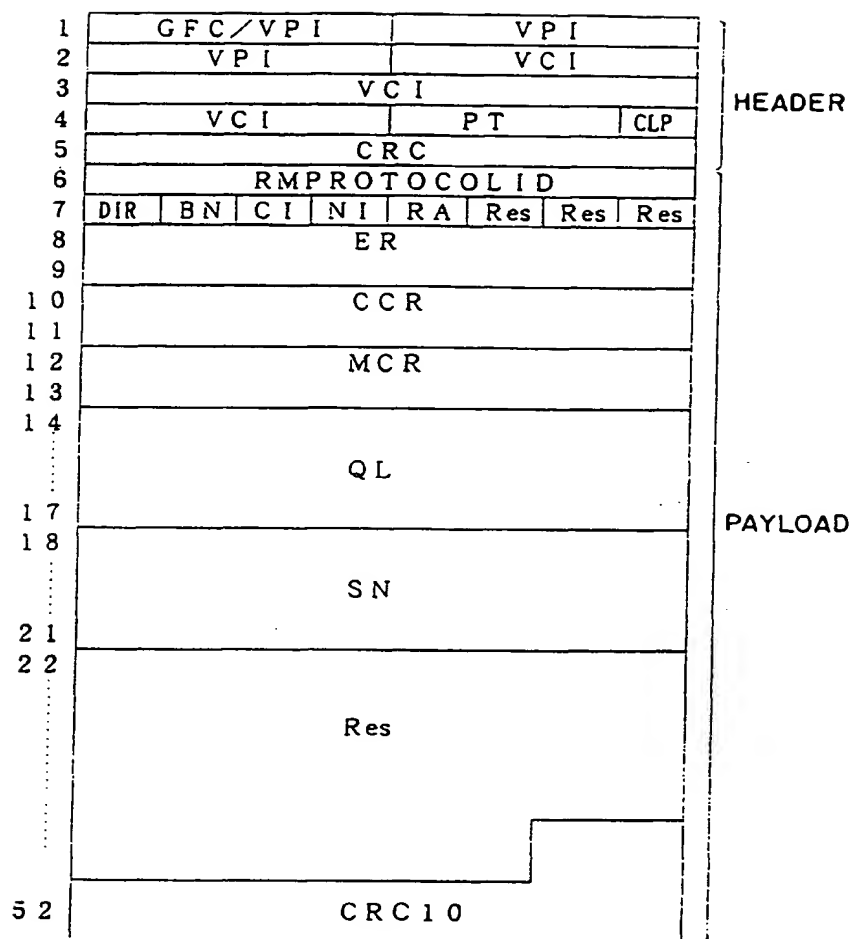 1 GFC/VPI VPI
2 VPI VCI
3 VCI
HEADER
4 VCI PT CLP
5 CRC
6 RMPROTOCOLID
7 DIR BN CI NI RA Res Res Res
8 ER
9
10 CCR
11
12 MCR
13
14
QL
17
PAYLOAD
18
SN
21
22
Res
52 CRC10